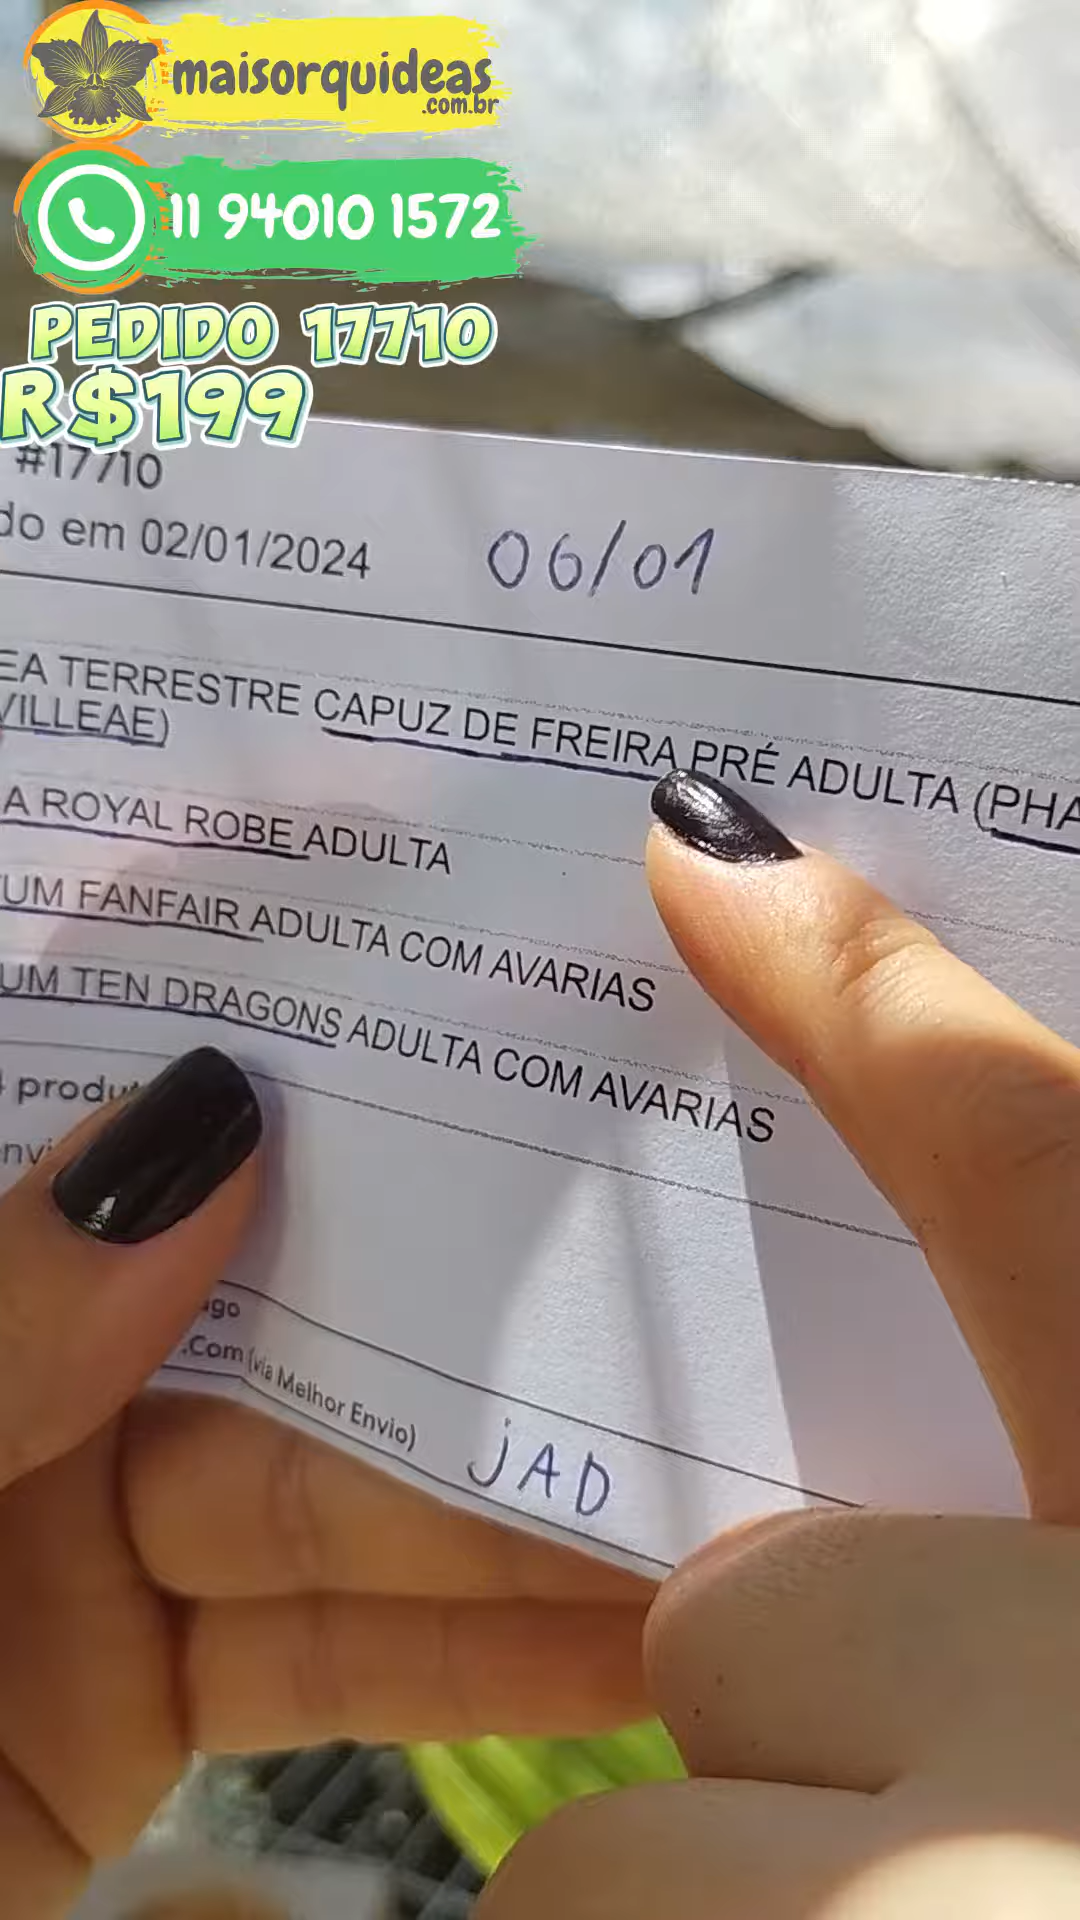 maisorquideas
.com.br
11 94010 1572
PEDIDO 17710
R$199
#17710
do em 02/01/2024
06/01
EA TERRESTRE CAPUZ DE FREIRA PRÉ ADULTA (PHA
VILLEAE)
A ROYAL ROBE ADULTA
UM FANFAIR ADULTA COM AVARIAS
UM TEN DRAGONS ADULTA COM AVARIAS
produ
nvi
ago
.Com (via Melhor Envio)
jAD